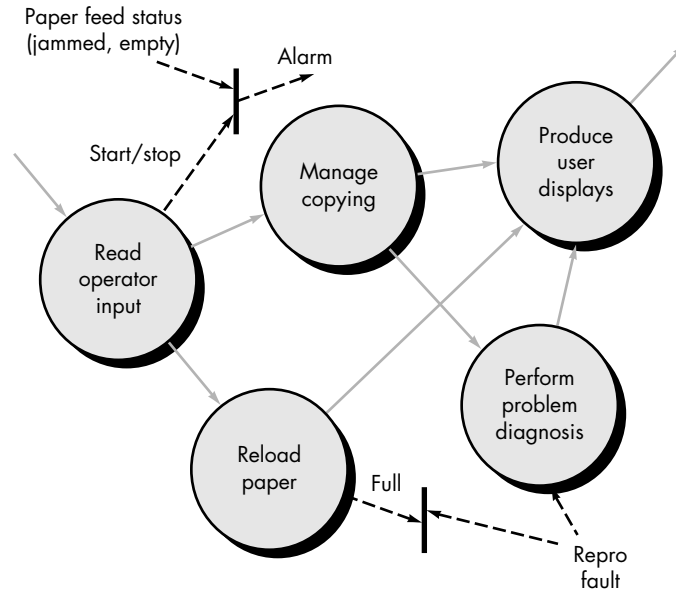 Paper feed status
(jammed, empty)
Alarm
Start/stop
Manage
copying
Produce
user
displays
Read
operator
input
Perform
problem
diagnosis
Reload
paper
Full
Repro
fault